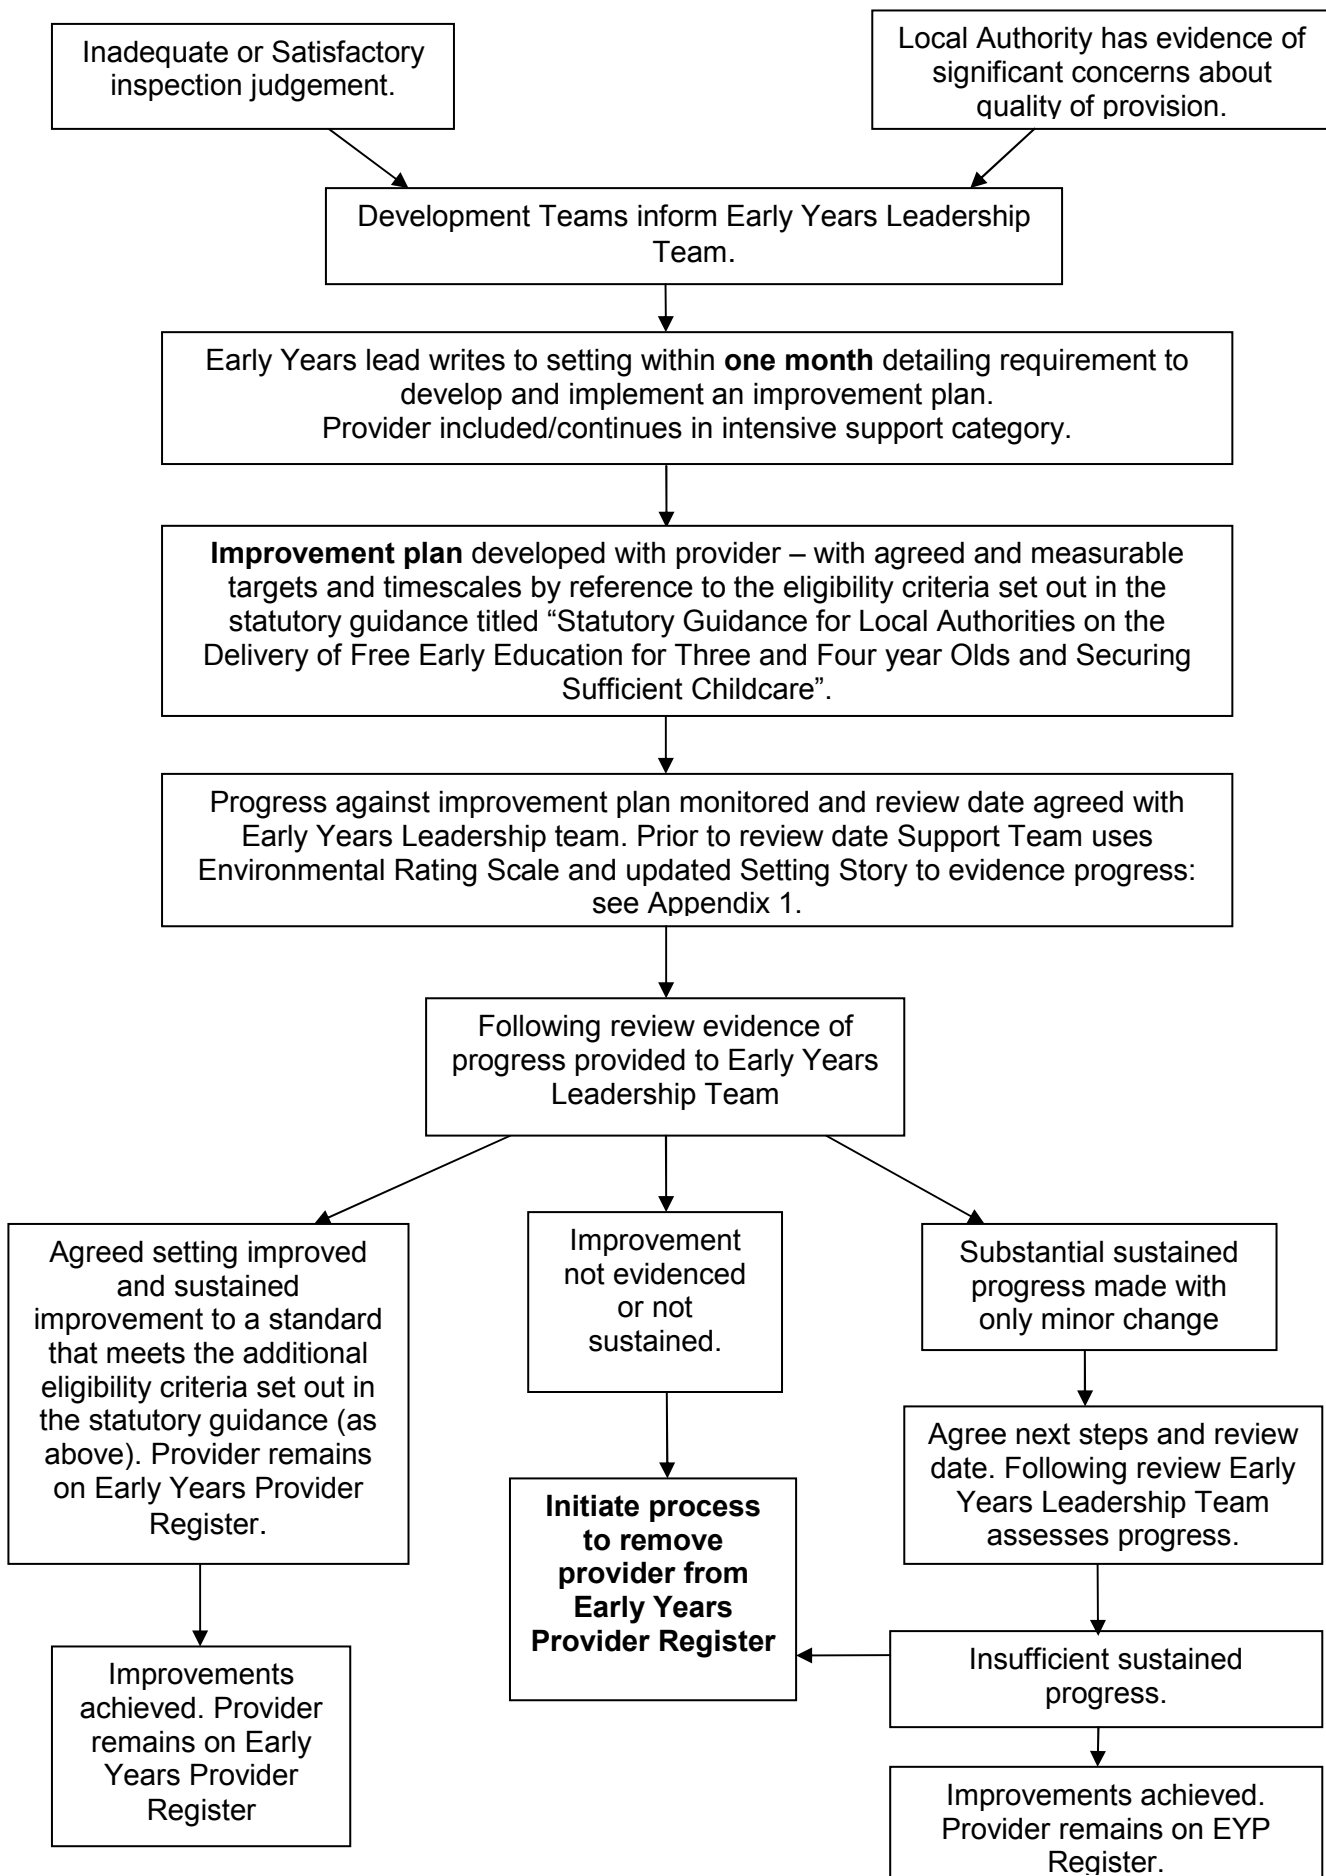 Inadequate or Satisfactory
inspection judgement.
Local Authority has evidence of
significant concerns about
quality of provision.
Development Teams inform Early Years Leadership
Team.
Early Years lead writes to setting within one month detailing requirement to
develop and implement an improvement plan.
Provider included/continues in intensive support category.
Improvement plan developed with provider – with agreed and measurable
targets and timescales by reference to the eligibility criteria set out in the
statutory guidance titled “Statutory Guidance for Local Authorities on the
Delivery of Free Early Education for Three and Four year Olds and Securing
Sufficient Childcare”.
Progress against improvement plan monitored and review date agreed with
Early Years Leadership team. Prior to review date Support Team uses
Environmental Rating Scale and updated Setting Story to evidence progress:
see Appendix 1.
Following review evidence of
progress provided to Early Years
Leadership Team
Agreed setting improved
and sustained
improvement to a standard
that meets the additional
eligibility criteria set out in
the statutory guidance (as
above). Provider remains
on Early Years Provider
Register.
Improvement
not evidenced
or not
sustained.
Substantial sustained
progress made with
only minor change
Agree next steps and review
date. Following review Early
Years Leadership Team
assesses progress.
Initiate process
to remove
provider from
Early Years
Provider Register
Insufficient sustained
progress.
Improvements
achieved. Provider
remains on Early
Years Provider
Register
Improvements achieved.
Provider remains on EYP
Register.